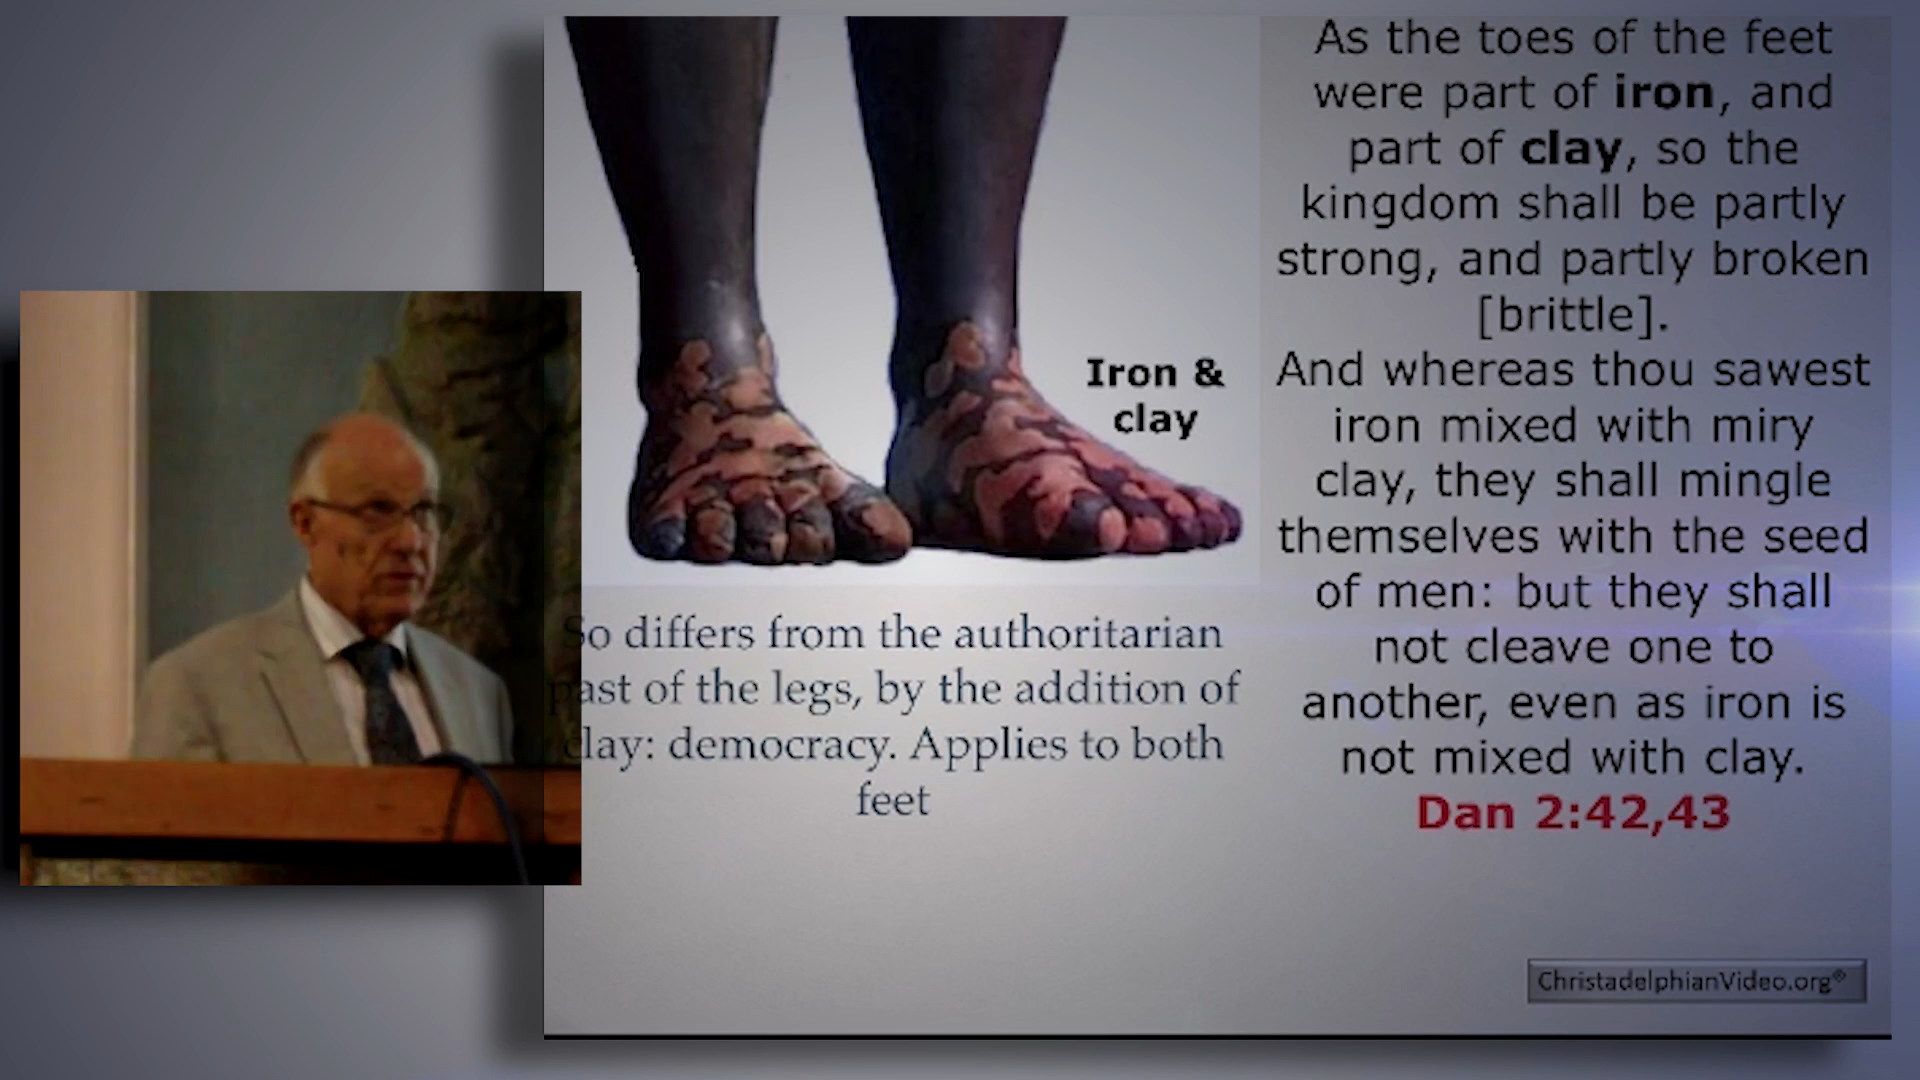 As the toes of the feet
were part of iron, and
part of clay, so the
kingdom shall be partly
strong, and partly broken
[brittle].
And whereas thou sawest
iron mixed with miry
clay, they shall mingle
themselves with the seed
of men: but they shall
not cleave one to
another, even as iron is
not mixed with clay.
Dan 2:42,43
Iron &
clay
So differs from the authoritarian
past of the legs, by the addition of
clay: democracy. Applies to both
feet
ChristadelphianVideo.org®